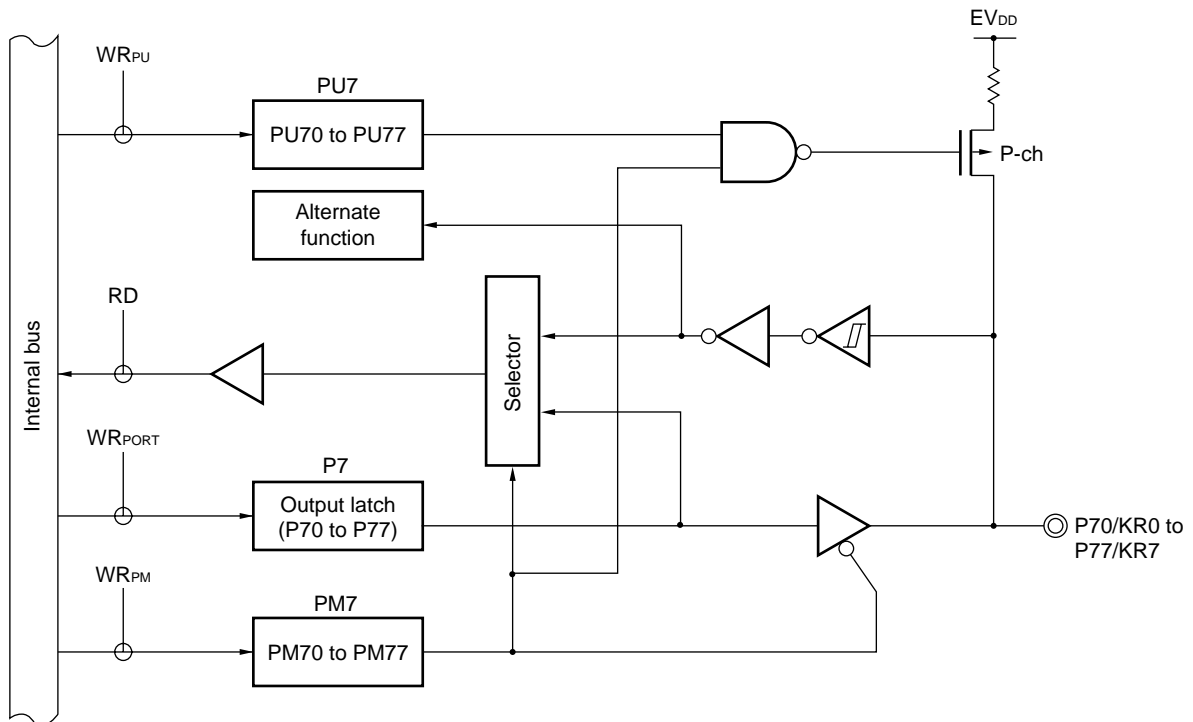 EVDD
WRPU
PU7
PU70 to PU77
P-ch
Alternate
function
RD
Selector
Internal bus
WRPORT
P7
Output latch
(P70 to P77)
P70/KR0 to
P77/KR7
WRPM
PM7
PM70 to PM77